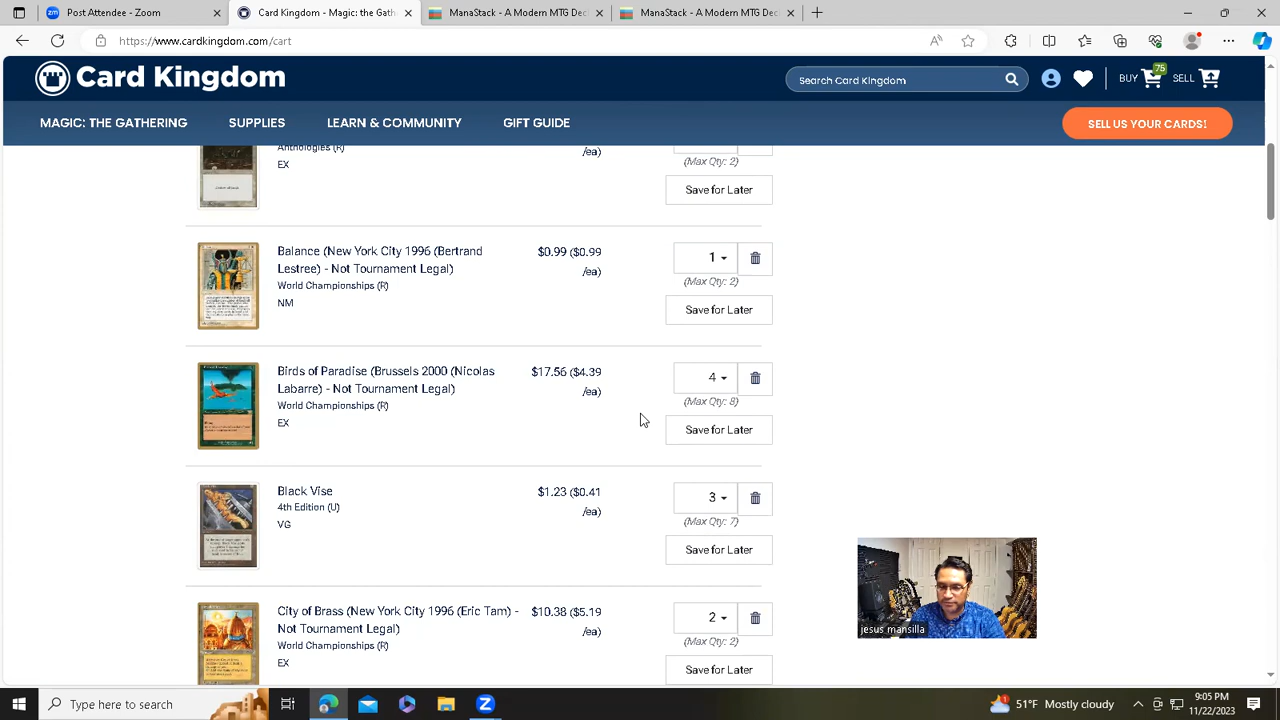 Post Attendee - Zoom
Card Kingdom - Magic: the Gath
ManaStack - A Modern MTG Dec
ManaStack - A Modern MTG Dec
https://www.cardkingdom.com/cart
Card Kingdom
Search Card Kingdom
BUY 75 SELL
MAGIC: THE GATHERING SUPPLIES LEARN & COMMUNITY GIFT GUIDE SELL US YOUR CARDS!
Anthologies (R) /ea)
EX (Max Qty: 2)
Save for Later
Balance (New York City 1996 (Bertrand $0.99 ($0.99 1
Lestree) - Not Tournament Legal) /ea)
World Championships (R) (Max Qty: 2)
NM Save for Later
Birds of Paradise (Brussels 2000 (Nicolas $17.56 ($4.39 4
Labarre) - Not Tournament Legal) /ea)
World Championships (R) (Max Qty: 8)
EX Save for Later
Black Vise $1.23 ($0.41 3
4th Edition (U) /ea)
VG (Max Qty: 7)
Save for Later
City of Brass (New York City 1996 (Eric Tam) - $10.38 ($5.19 2
Not Tournament Legal) /ea)
World Championships (R) (Max Qty: 2)
EX Save for Later
jesus mansilla
Type here to search
51°F Mostly cloudy
9:05 PM
11/22/2023